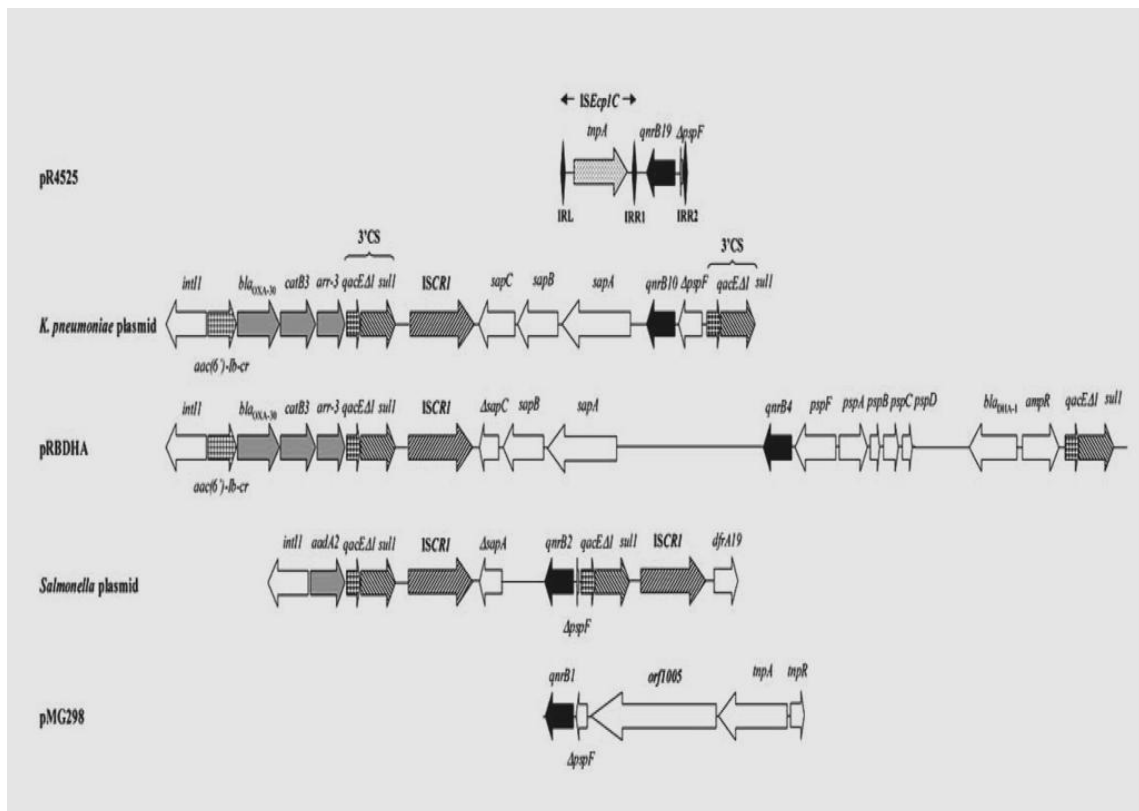 ISEcp1C
tnpA qnrB19 ΔpspF
pR4525
IRL IRR1 IRR2
3'CS 3'CS
intI1 blaOXA-30 catB3 arr-3 qacEΔ1 sul1 ISCR1 sapC sapB sapA qnrB10 ΔpspF qacEΔ1 sul1
K. pneumoniae plasmid
aac(6')-Ib-cr
intI1 blaOXA-30 catB3 arr-3 qacEΔ1 sul1 ISCR1 ΔsapC sapB sapA qnrB4 pspF pspA pspB pspC pspD blaDHA-1 ampR qacEΔ1 sul1
pRBDHA
aac(6')-Ib-cr
intI1 aadA2 qacEΔ1 sul1 ISCR1 ΔsapA qnrB2 qacEΔ1 sul1 ISCR1 dfrA19
Salmonella plasmid
ΔpspF
qnrB1 orf1005 tnpA tnpR
pMG298
ΔpspF